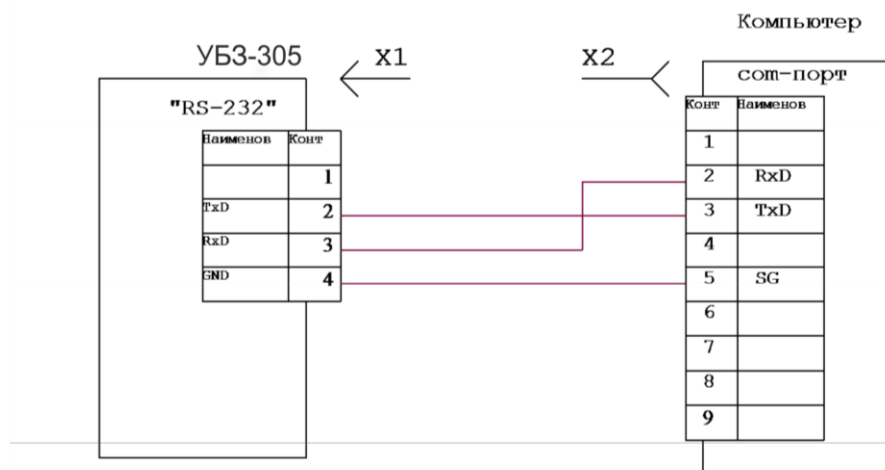 Компьютер
УБЗ-305
X1
X2
com-порт
"RS-232"
Наименов Конт
1
TxD 2
RxD 3
GND 4
Конт Наименов
1
2 RxD
3 TxD
4
5 SG
6
7
8
9